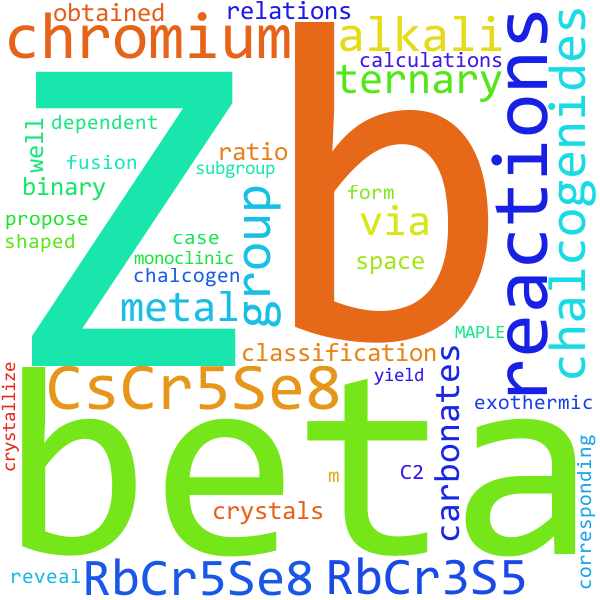 obtained
relations
chromium
alkali
calculations
ternary
reactions
chalcogenides
Z
b
well
dependent
fusion
ratio
subgroup
binary
group
form
via
propose
shaped
case
monoclinic
space
chalcogen
metal
MAPLE
classification
crystallize
CsCr5Se8
yield
carbonates
exothermic
beta
m
C2
corresponding
crystals
reveal
RbCr5Se8
RbCr3S5